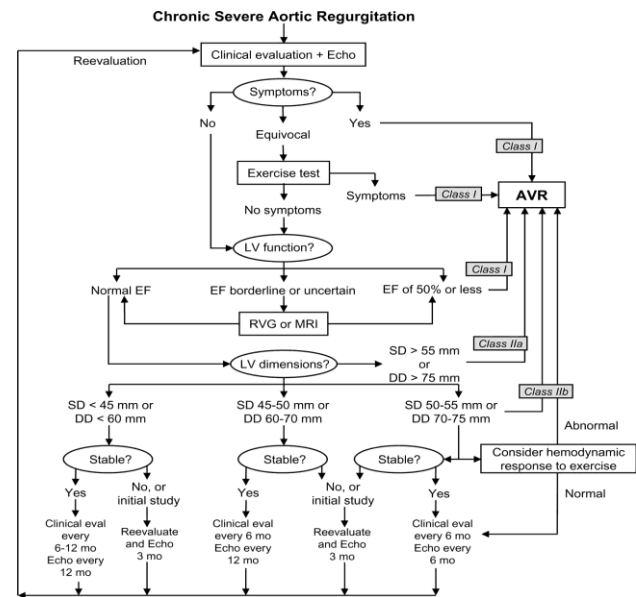 Chronic Severe Aortic Regurgitation
Reevaluation
Clinical evaluation + Echo
Symptoms?
No
Equivocal
Yes
Class I
Exercise test
Symptoms
Class I
AVR
No symptoms
LV function?
Class I
Normal EF
EF borderline or uncertain
EF of 50% or less
RVG or MRI
Class IIa
LV dimensions?
SD > 55 mm
or
DD > 75 mm
Class IIb
SD < 45 mm or
DD < 60 mm
SD 45-50 mm or
DD 60-70 mm
SD 50-55 mm or
DD 70-75 mm
Abnormal
Stable?
Stable?
Stable?
Consider hemodynamic
response to exercise
Yes
No, or
initial study
Yes
No, or
initial study
Yes
Normal
Clinical eval
every
6-12 mo
Echo every
12 mo
Reevaluate
and Echo
3 mo
Clinical eval
every 6 mo
Echo every
12 mo
Reevaluate
and Echo
3 mo
Clinical eval
every 6 mo
Echo every
6 mo